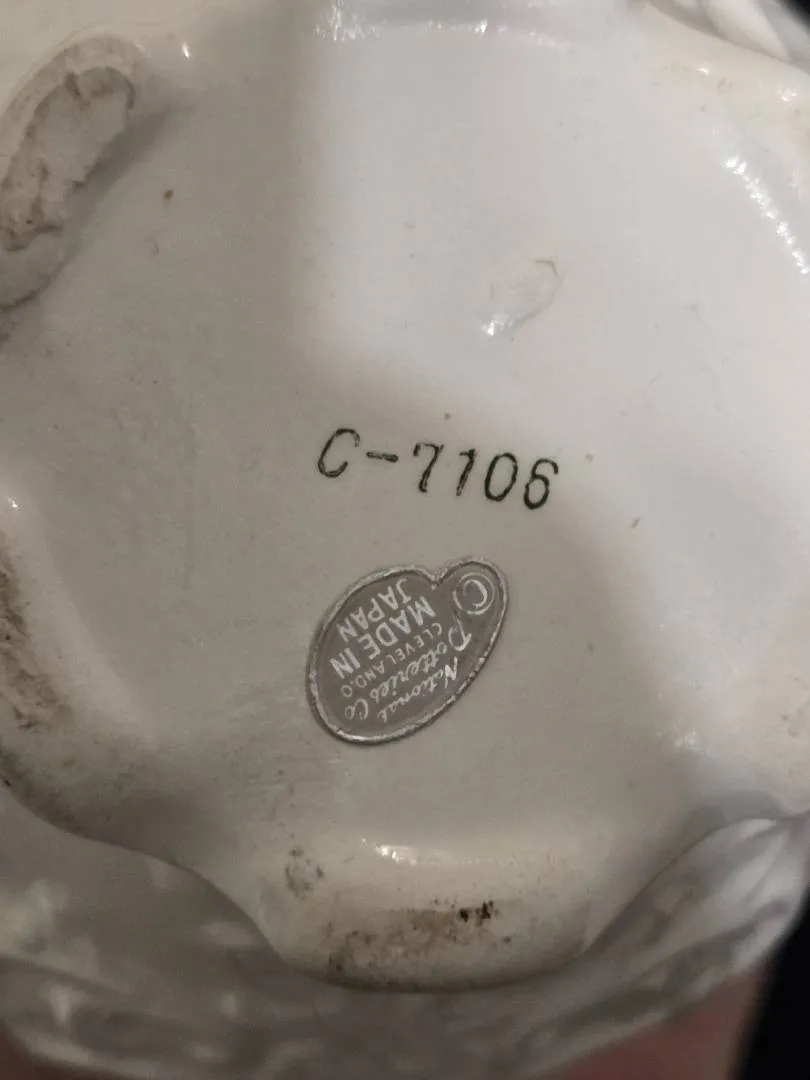 C-7106
©
National
Potteries Co
CLEVELAND.O
MADE IN
JAPAN